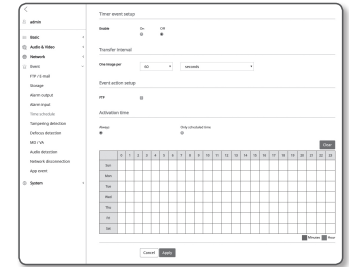 admin
Basic
Audio & Video
Network
Event
FTP / E-mail
Storage
Alarm output
Alarm input
Time schedule
Tampering detection
Defocus detection
MD / VA
Audio detection
Network disconnection
App event
System
Timer event setup
Enable On Off
Transfer interval
One image per 60 seconds
Event action setup
FTP
Activation time
Always Only scheduled time
Clear
0 1 2 3 4 5 6 7 8 9 10 11 12 13 14 15 16 17 18 19 20 21 22 23
Sun
Mon
Tue
Wed
Thu
Fri
Sat
Minutes Hour
Cancel Apply